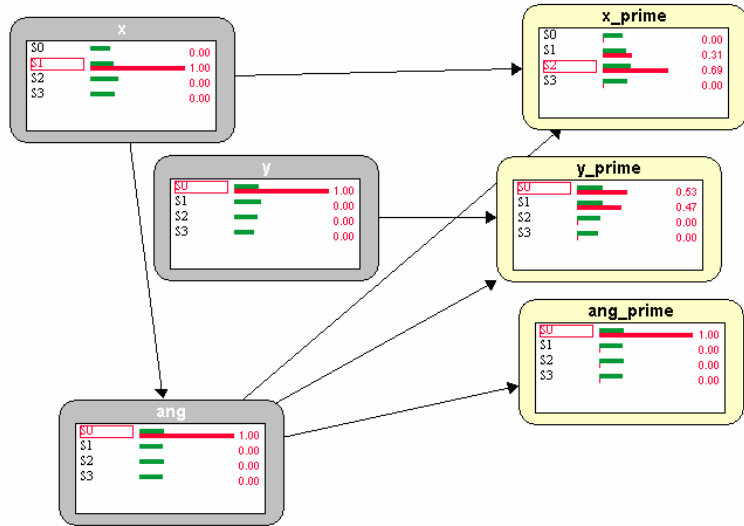 x
S0 0.00
S1 1.00
S2 0.00
S3 0.00
x_prime
S0 0.00
S1 0.31
S2 0.69
S3 0.00
y
S0 1.00
S1 0.00
S2 0.00
S3 0.00
y_prime
S0 0.53
S1 0.47
S2 0.00
S3 0.00
ang_prime
S0 1.00
S1 0.00
S2 0.00
S3 0.00
ang
S0 1.00
S1 0.00
S2 0.00
S3 0.00